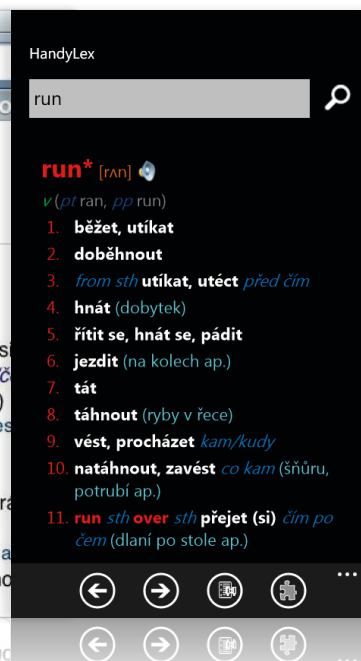 HandyLex
run
run* [rʌn]
v (pt ran, pp run)
1. běžet, utíkat
2. doběhnout
3. from sth utíkat, utéct před čím
4. hnát (dobytek)
5. řítit se, hnát se, pádit
6. jezdit (na kolech ap.)
7. tát
8. táhnout (ryby v řece)
9. vést, procházet kam/kudy
10. natáhnout, zavést co kam (šňůru,
potrubí ap.)
11. run sth over sth přejet (si) čím po
čem (dlaní po stole ap.)